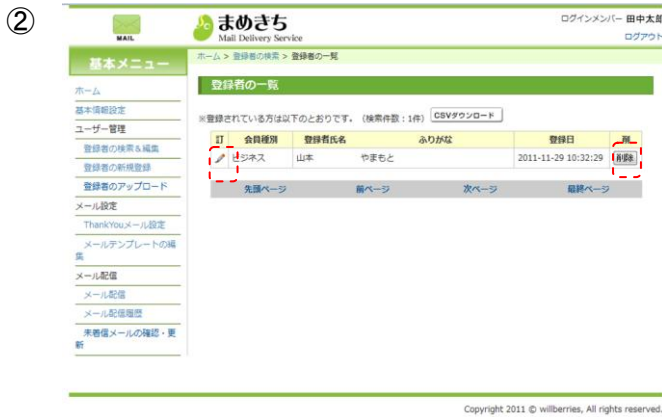 ②
MAIL
まめきち
Mail Delivery Service
ログインメンバー 田中太郎
ログアウト
基本メニュー
ホーム
基本情報設定
ユーザー管理
登録者の検索&編集
登録者の新規登録
登録者のアップロード
メール設定
ThankYouメール設定
メールテンプレートの編
集
メール配信
メール配信
メール配信履歴
未着信メールの確認・更
新
ホーム > 登録者の検索 > 登録者の一覧
登録者の一覧
※登録されている方は以下のとおりです。 (検索件数:1件) CSVダウンロード
訂 会員種別 登録者氏名 ふりがな 登録日 削
ビジネス 山本 やまもと 2011-11-29 10:32:29 削除
先頭ページ 前ページ 次ページ 最終ページ
Copyright 2011 © willberries, All rights reserved.